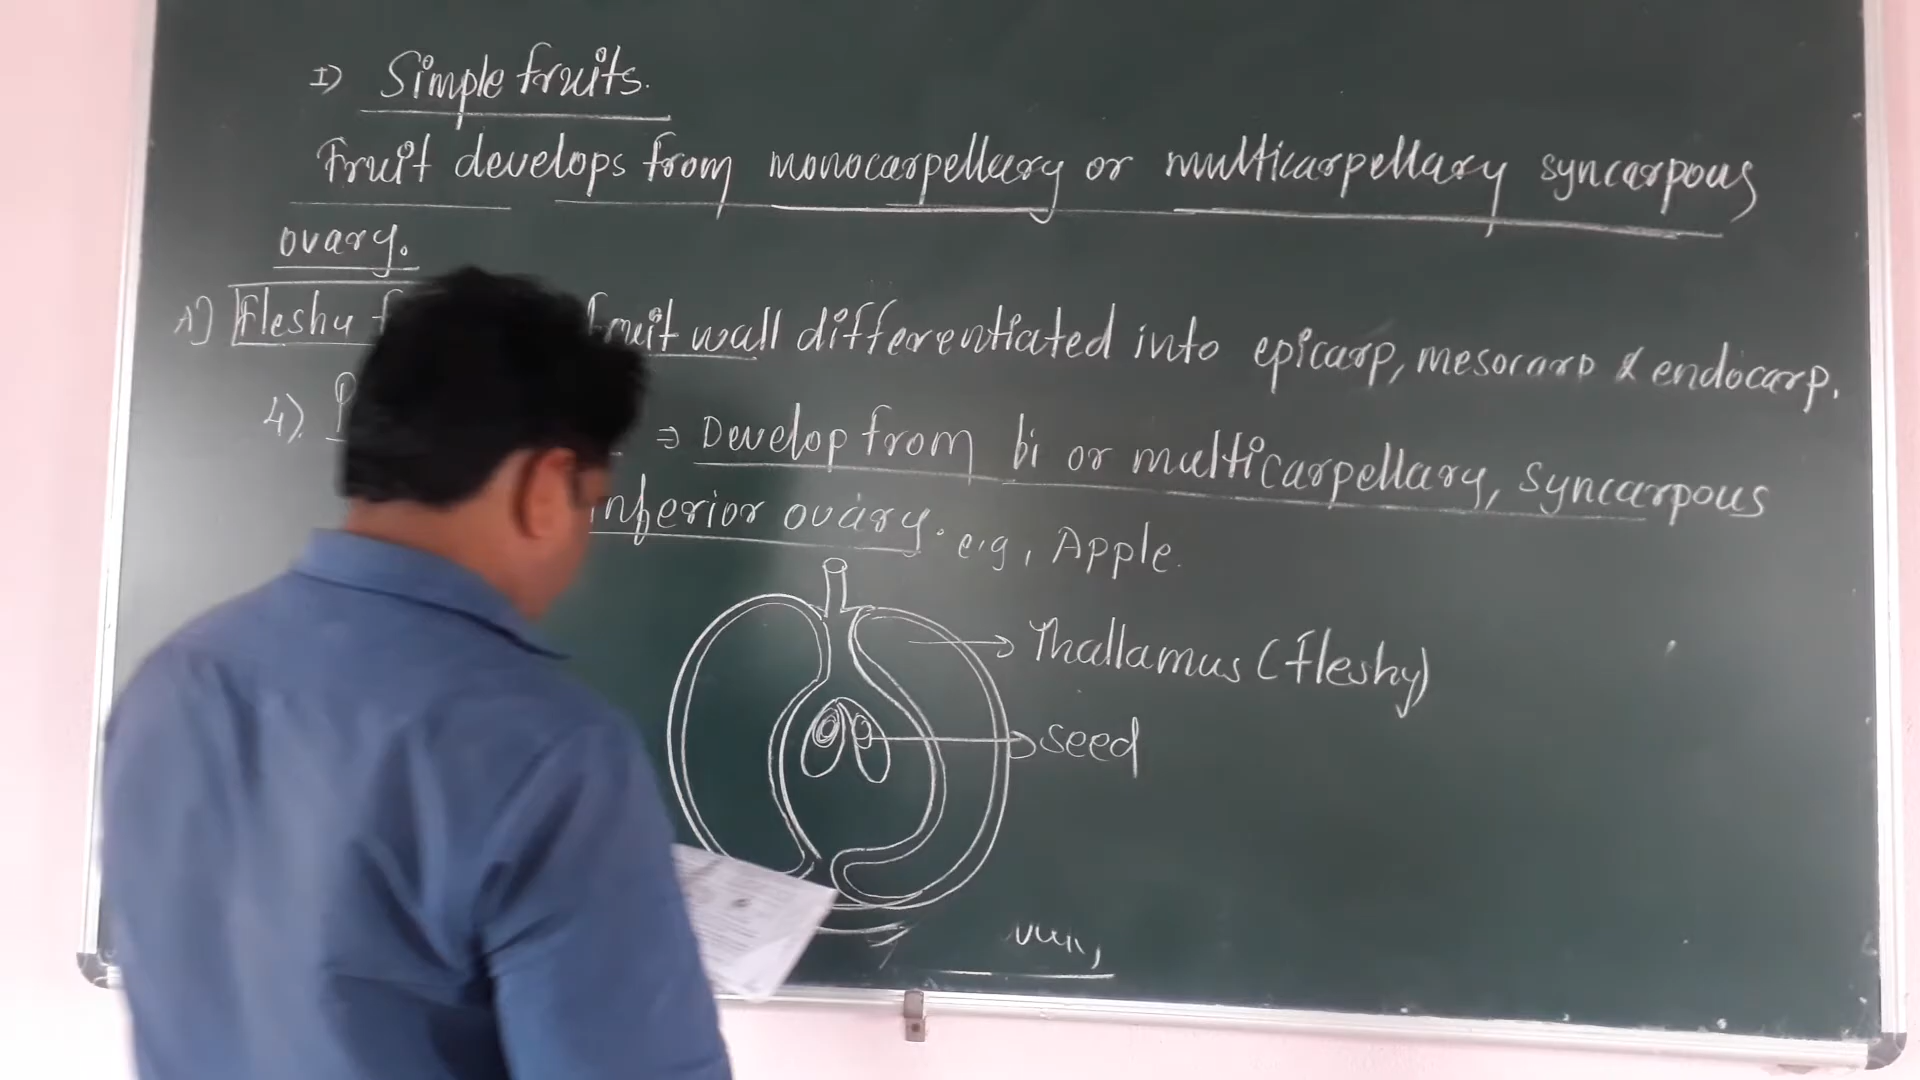 I) Simple fruits.
Fruit develops from monocarpellary or multicarpellary syncarpous
ovary.
A) Fleshy fruit wall differentiated into epicarp, mesocarp & endocarp.
4). ⇒ Develop from bi or multicarpellary, syncarpous
inferior ovary. e.g, Apple.
Thallamus (fleshy)
seed